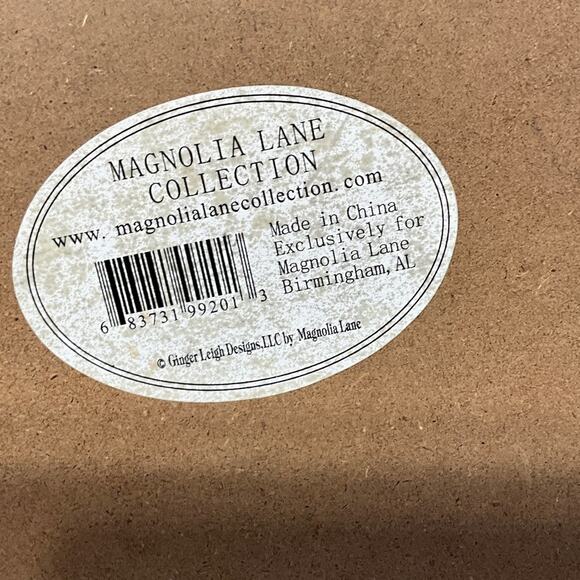 MAGNOLIA LANE
COLLECTION
www. magnolialanecollection. com
Made in China
Exclusively for
Magnolia Lane
Birmingham, AL
6 83731 99201 3
© Ginger Leigh Designs, LLC by Magnolia Lane